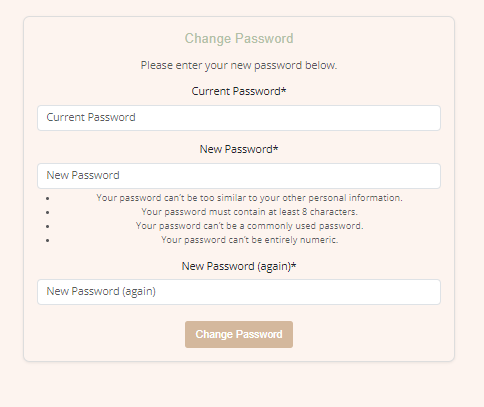 Change Password
Please enter your new password below.
Current Password*
Current Password
New Password*
New Password
• Your password can't be too similar to your other personal information.
• Your password must contain at least 8 characters.
• Your password can't be a commonly used password.
• Your password can't be entirely numeric.
New Password (again)*
New Password (again)
Change Password